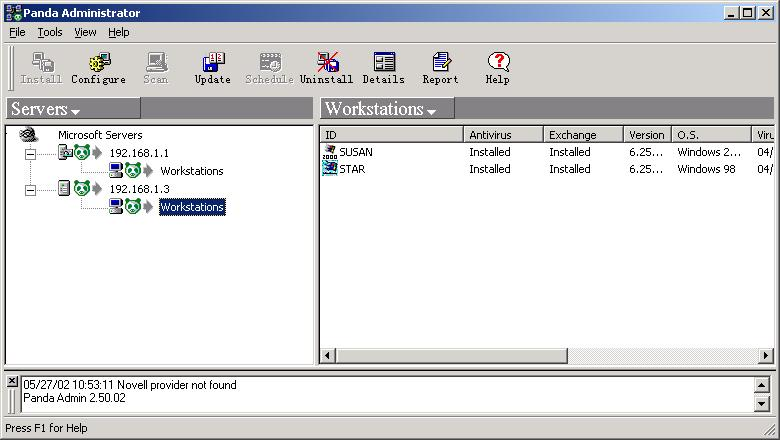 Panda Administrator
File Tools View Help
Install Configure Scan Update Schedule Uninstall Details Report Help
Servers Workstations
Microsoft Servers
192.168.1.1
Workstations
192.168.1.3
Workstations
ID Antivirus Exchange Version O.S. Viru
2000 SUSAN Installed Installed 6.25... Windows 2... 04/
STAR Installed Installed 6.25... Windows 98 04/
05/27/02 10:53:11 Novell provider not found
Panda Admin 2.50.02
Press F1 for Help